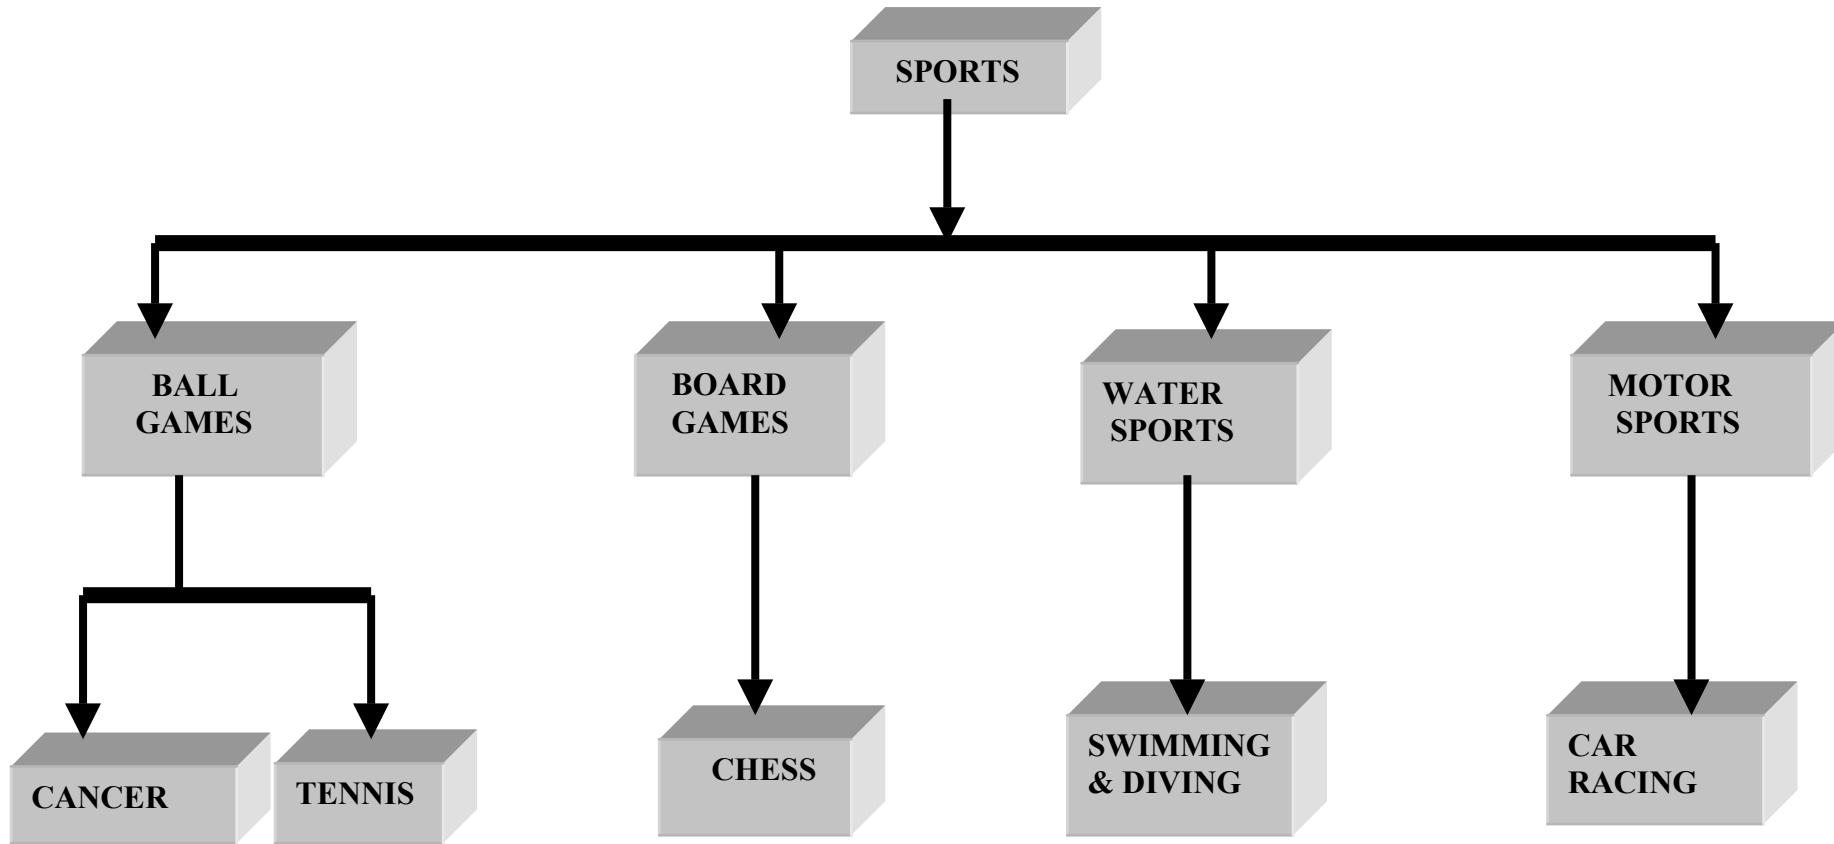 SPORTS
BALL
GAMES
BOARD
GAMES
WATER
SPORTS
MOTOR
SPORTS
CANCER
TENNIS
CHESS
SWIMMING
& DIVING
CAR
RACING